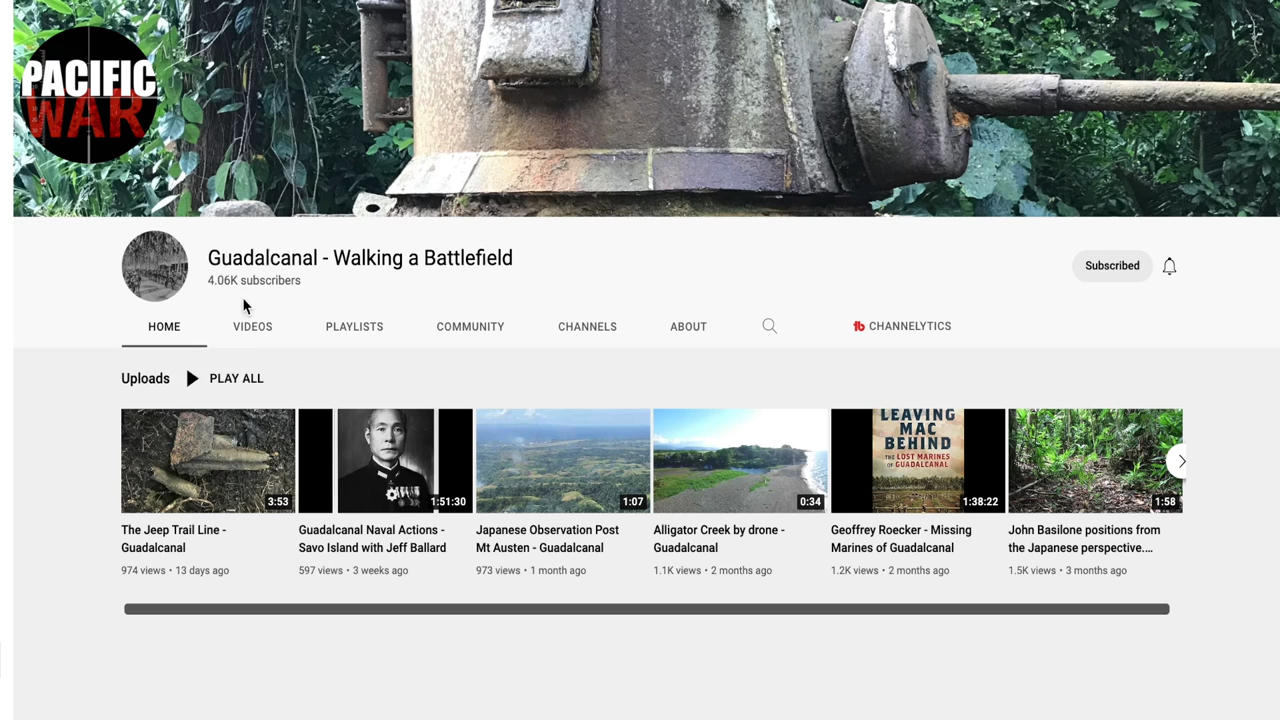 PACIFIC
WAR
Guadalcanal - Walking a Battlefield
4.06K subscribers
Subscribed
HOME
VIDEOS
PLAYLISTS
COMMUNITY
CHANNELS
ABOUT
CHANNELYTICS
Uploads
PLAY ALL
3:53
The Jeep Trail Line -
Guadalcanal
974 views • 13 days ago
1:51:30
Guadalcanal Naval Actions -
Savo Island with Jeff Ballard
597 views • 3 weeks ago
1:07
Japanese Observation Post
Mt Austen - Guadalcanal
973 views • 1 month ago
0:34
Alligator Creek by drone -
Guadalcanal
1.1K views • 2 months ago
LEAVING
MAC
BEHIND
THE LOST MARINES
OF GUADALCANAL
1:38:22
Geoffrey Roecker - Missing
Marines of Guadalcanal
1.2K views • 2 months ago
1:58
John Basilone positions from
the Japanese perspective....
1.5K views • 3 months ago